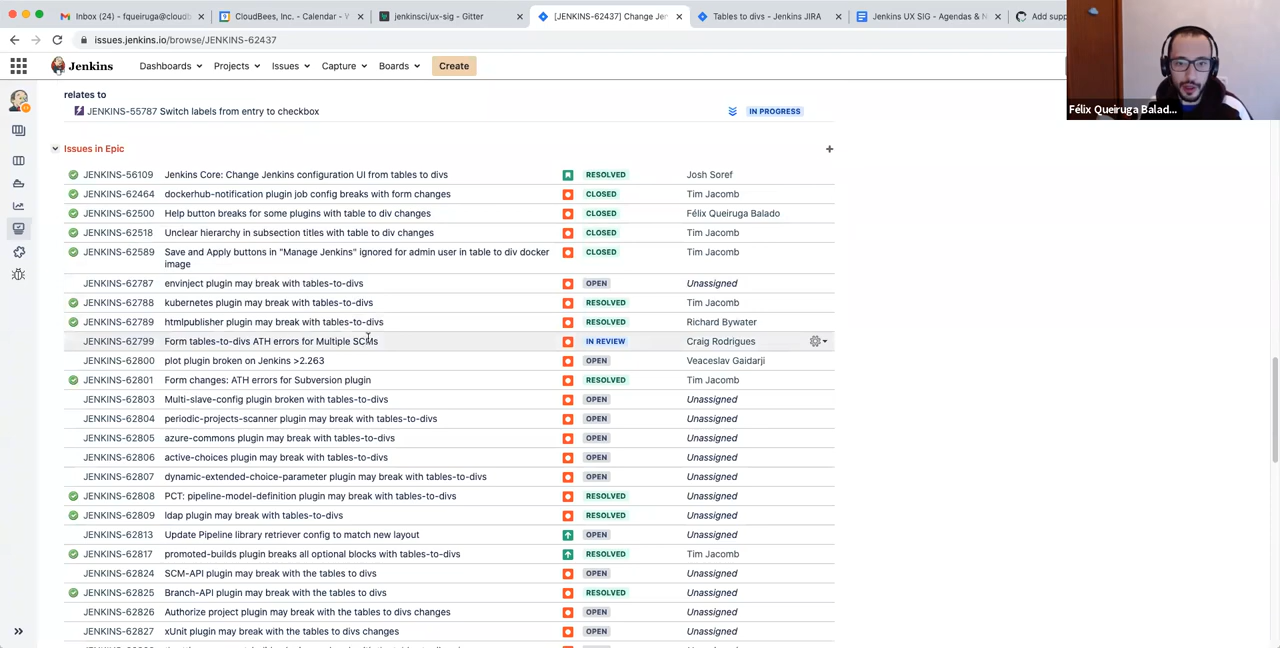 Inbox (21) - fqueiruga@cloudb
CloudBees, Inc. - Calendar - V
jenkinsci/ux-sig - Gitter
[JENKINS-62437] Change Jen
Tables to divs - Jenkins JIRA
Jenkins UX SIG - Agendas & N
Add supp
issues.jenkins.io/browse/JENKINS-62437
Jenkins
Dashboards
Projects
Issues
Capture
Boards
Create
Félix Queiruga Balad...
relates to
JENKINS-55787 Switch labels from entry to checkbox IN PROGRESS
Issues in Epic
JENKINS-56109 Jenkins Core: Change Jenkins configuration UI from tables to divs RESOLVED Josh Soref
JENKINS-62464 dockerhub-notification plugin job config breaks with form changes CLOSED Tim Jacomb
JENKINS-62500 Help button breaks for some plugins with table to div changes CLOSED Félix Queiruga Balado
JENKINS-62518 Unclear hierarchy in subsection titles with table to div changes CLOSED Tim Jacomb
JENKINS-62589 Save and Apply buttons in "Manage Jenkins" ignored for admin user in table to div docker CLOSED Tim Jacomb
image
JENKINS-62787 envinject plugin may break with tables-to-divs OPEN Unassigned
JENKINS-62788 kubernetes plugin may break with tables-to-divs RESOLVED Tim Jacomb
JENKINS-62789 htmlpublisher plugin may break with tables-to-divs RESOLVED Richard Bywater
JENKINS-62799 Form tables-to-divs ATH errors for Multiple SCMs IN REVIEW Craig Rodrigues
JENKINS-62800 plot plugin broken on Jenkins >2.263 OPEN Veaceslav Gaidarji
JENKINS-62801 Form changes: ATH errors for Subversion plugin RESOLVED Tim Jacomb
JENKINS-62803 Multi-slave-config plugin broken with tables-to-divs OPEN Unassigned
JENKINS-62804 periodic-projects-scanner plugin may break with tables-to-divs OPEN Unassigned
JENKINS-62805 azure-commons plugin may break with tables-to-divs OPEN Unassigned
JENKINS-62806 active-choices plugin may break with tables-to-divs OPEN Unassigned
JENKINS-62807 dynamic-extended-choice-parameter plugin may break with tables-to-divs OPEN Unassigned
JENKINS-62808 PCT: pipeline-model-definition plugin may break with tables-to-divs RESOLVED Unassigned
JENKINS-62809 ldap plugin may break with tables-to-divs RESOLVED Unassigned
JENKINS-62813 Update Pipeline library retriever config to match new layout OPEN Unassigned
JENKINS-62817 promoted-builds plugin breaks all optional blocks with tables-to-divs RESOLVED Tim Jacomb
JENKINS-62824 SCM-API plugin may break with the tables to divs OPEN Unassigned
JENKINS-62825 Branch-API plugin may break with the tables to divs RESOLVED Unassigned
JENKINS-62826 Authorize project plugin may break with the tables to divs changes OPEN Unassigned
JENKINS-62827 xUnit plugin may break with the tables to divs changes OPEN Unassigned